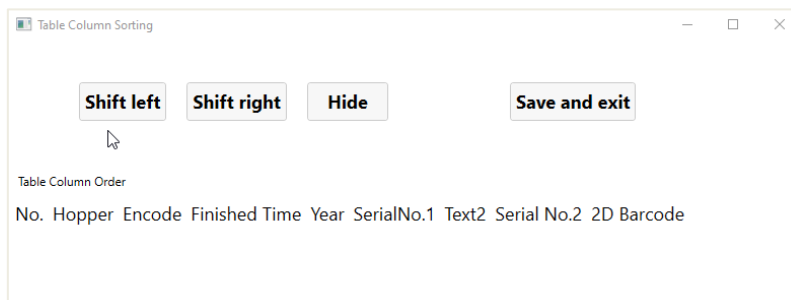 Table Column Sorting
Shift left Shift right Hide Save and exit
Table Column Order
No. Hopper Encode Finished Time Year SerialNo.1 Text2 Serial No.2 2D Barcode